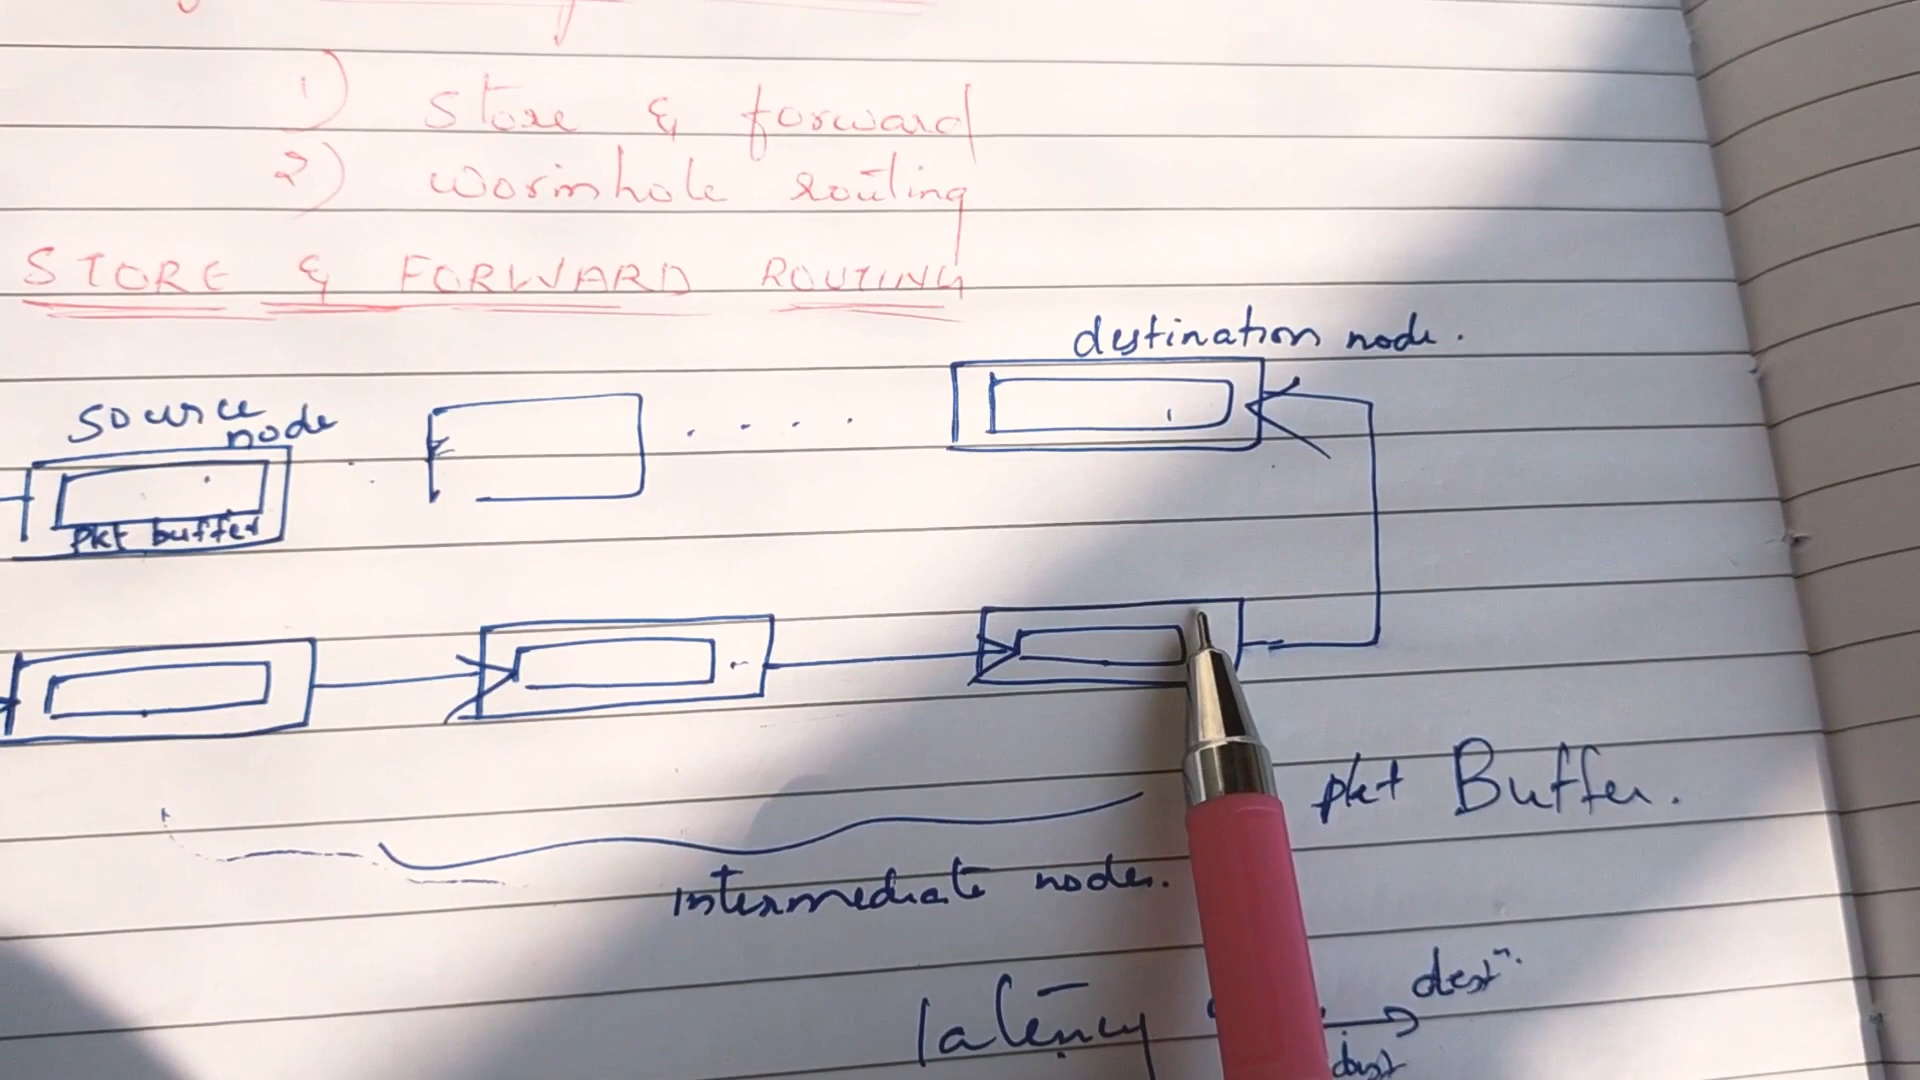 1) Store & forward
2) wormhole routing
STORE & FORWARD ROUTING
destination node.
source
node
Pkt buffer
pkt Buffer.
intermediate nodes.
destn.
latency